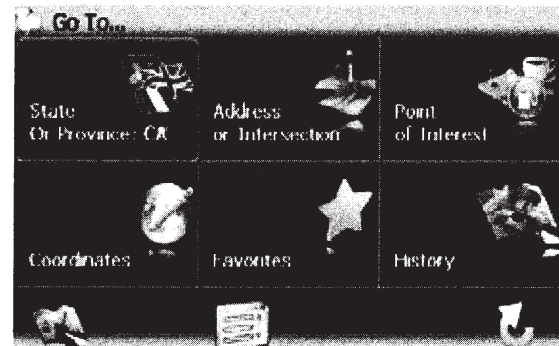 Go To...
State
Or Province: CA
Address
or Intersection
Point
of Interest
Coordinates
Favorites
History